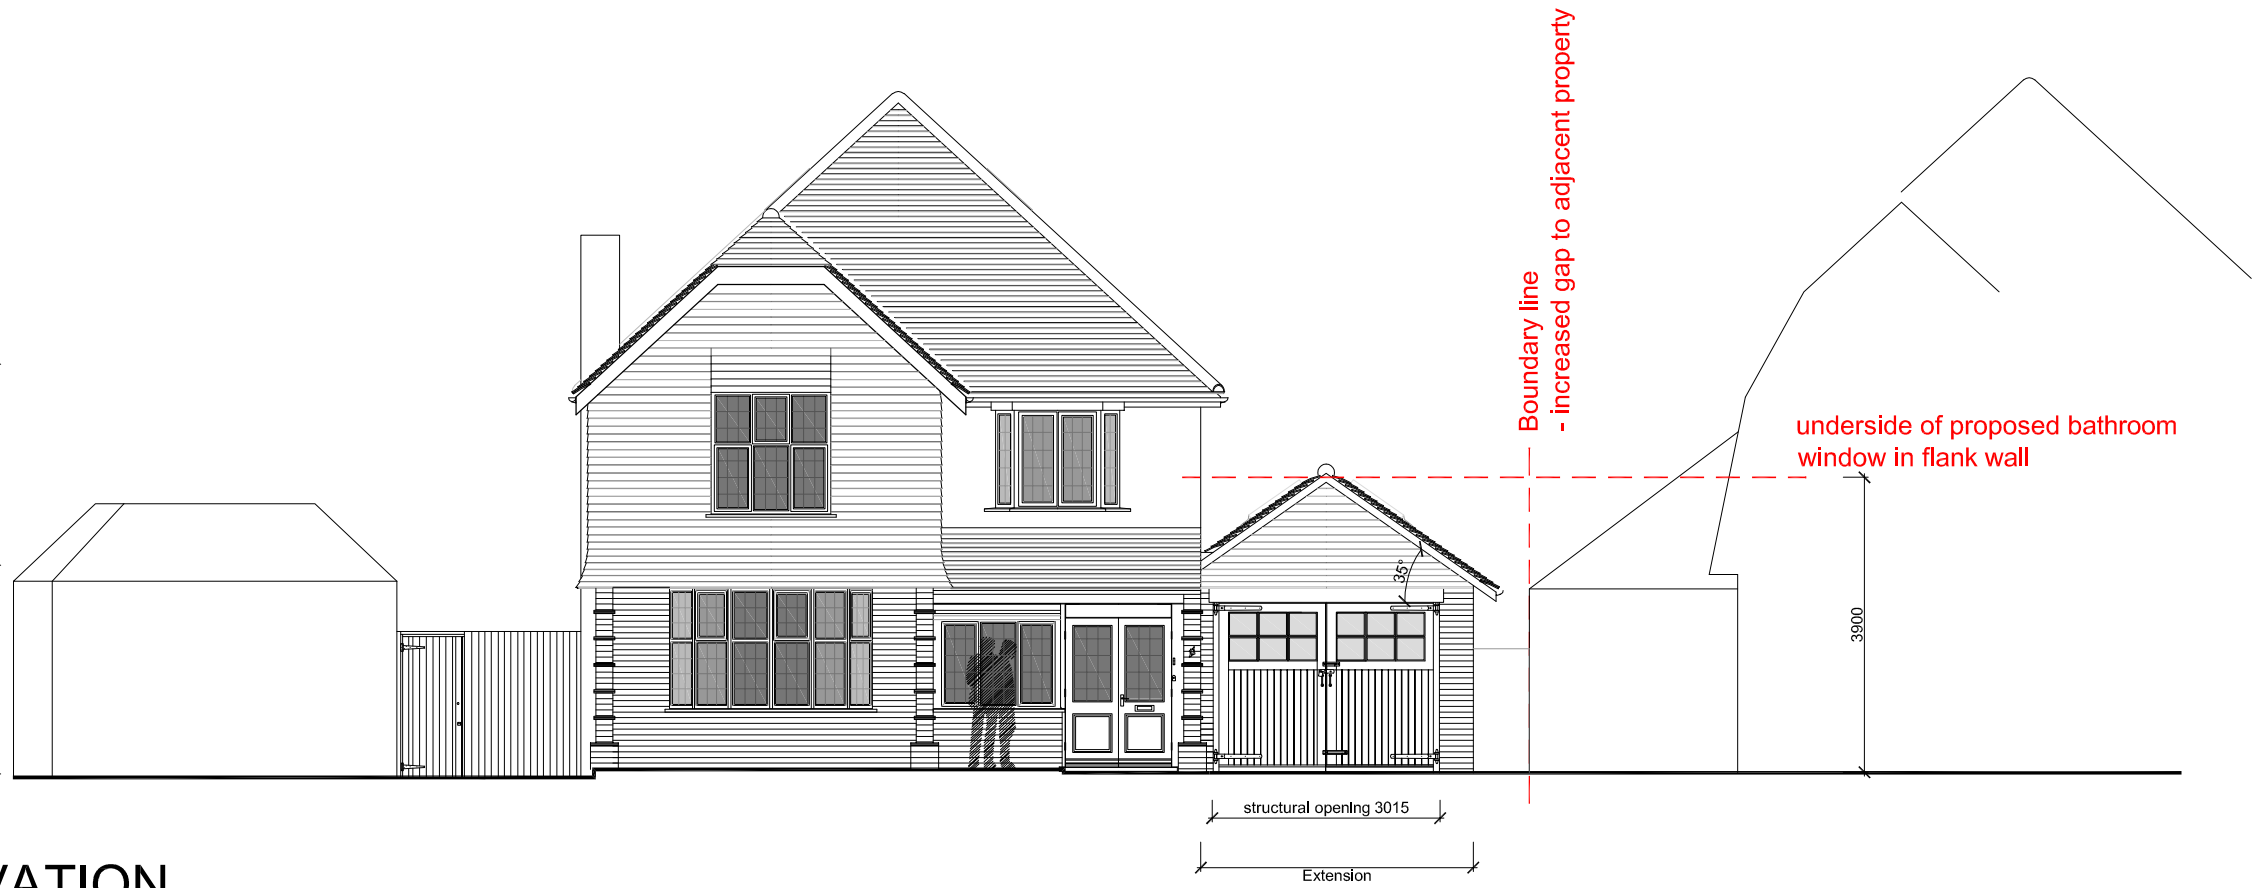 Boundary line
- increased gap to adjacent property
underside of proposed bathroom
window in flank wall
35°
3900
structural opening 3015
Extension